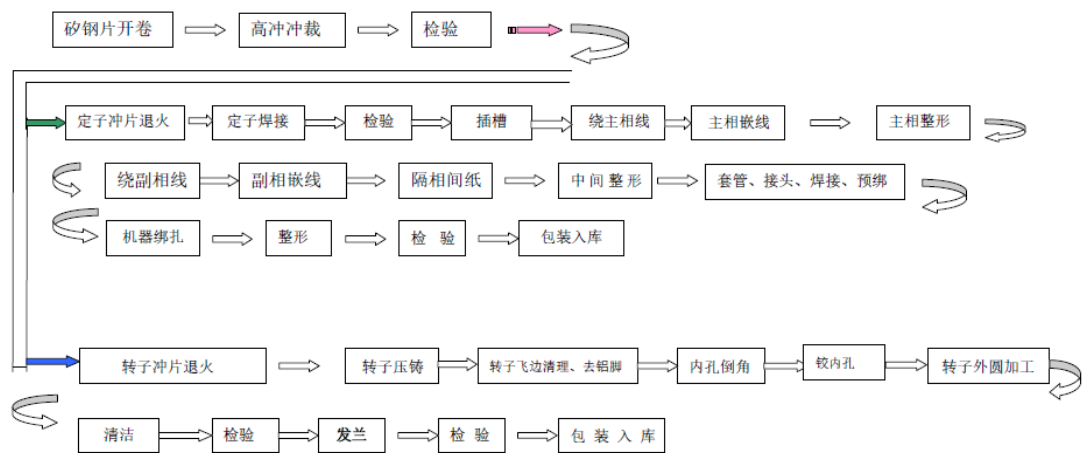 矽钢片开卷 高冲冲裁 检验
定子冲片退火 定子焊接 检验 插槽 绕主相线 主相嵌线 主相整形
绕副相线 副相嵌线 隔相间纸 中间整形 套管、接头、焊接、预绑
机器绑扎 整形 检 验 包装入库
转子冲片退火 转子压铸 转子飞边清理、去铝脚 内孔倒角 铰内孔 转子外圆加工
清洁 检验 发兰 检 验 包 装 入 库